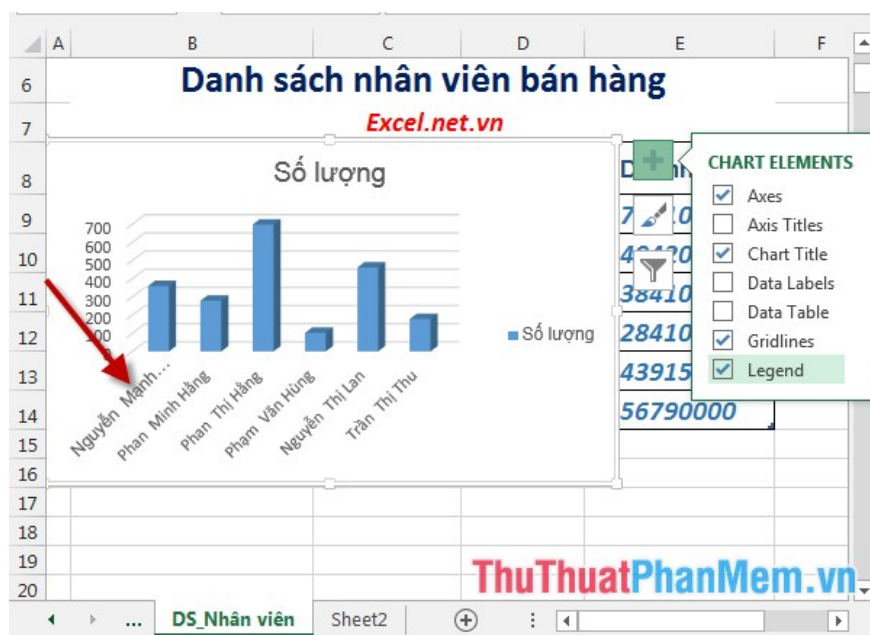 A B C D E F
6 Danh sách nhân viên bán hàng
7 Excel.net.vn
8
Số lượng
CHART ELEMENTS
Axes
Axis Titles
Chart Title
Data Labels
Data Table
Gridlines
Legend
9
10
11
12
13
14
15
16
17
18
19
20
700
600
500
400
300
200
100
0
Nguyễn Mạnh...
Phan Minh Hằng
Phan Thị Hằng
Phạm Văn Hùng
Nguyễn Thị Lan
Trần Thị Thu
Số lượng
38410
28410
43915
56790000
ThuThuatPhanMem.vn
... DS_Nhân viên Sheet2